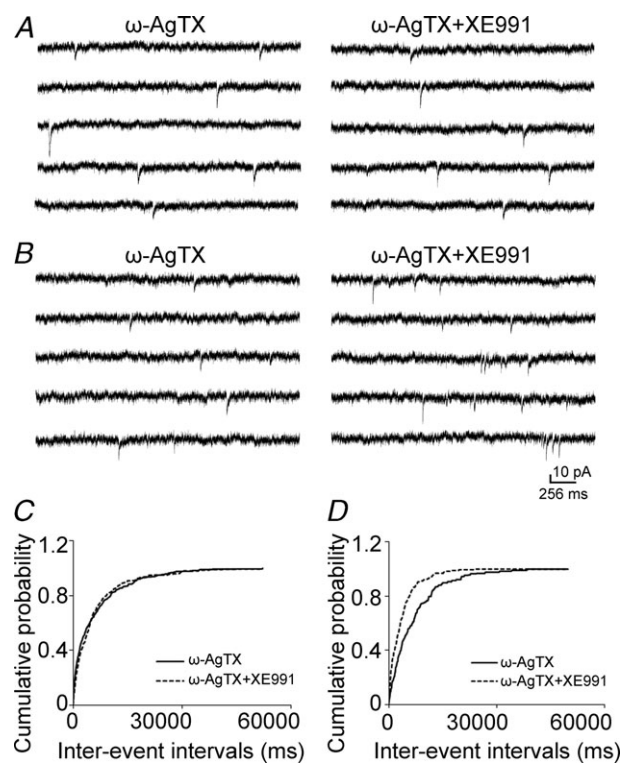 A
ω-AgTX
ω-AgTX+XE991
B
ω-AgTX
ω-AgTX+XE991
10 pA
256 ms
C
Cumulative probability
1.2
0.8
0.4
0
ω-AgTX
ω-AgTX+XE991
0
30000
60000
Inter-event intervals (ms)
D
Cumulative probability
1.2
0.8
0.4
0
ω-AgTX
ω-AgTX+XE991
0
30000
60000
Inter-event intervals (ms)